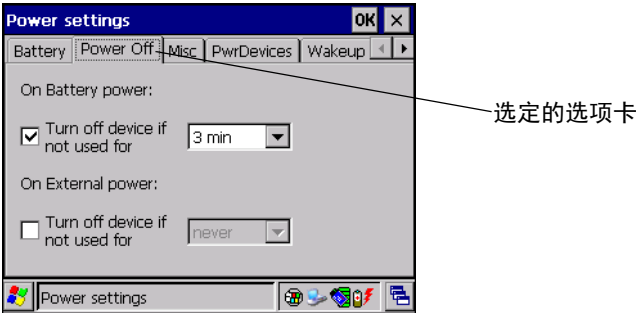 Power settings OK
Battery Power Off Misc PwrDevices Wakeup
On Battery power:
Turn off device if
not used for
3 min
选定的选项卡
On External power:
Turn off device if
not used for
never
Power settings